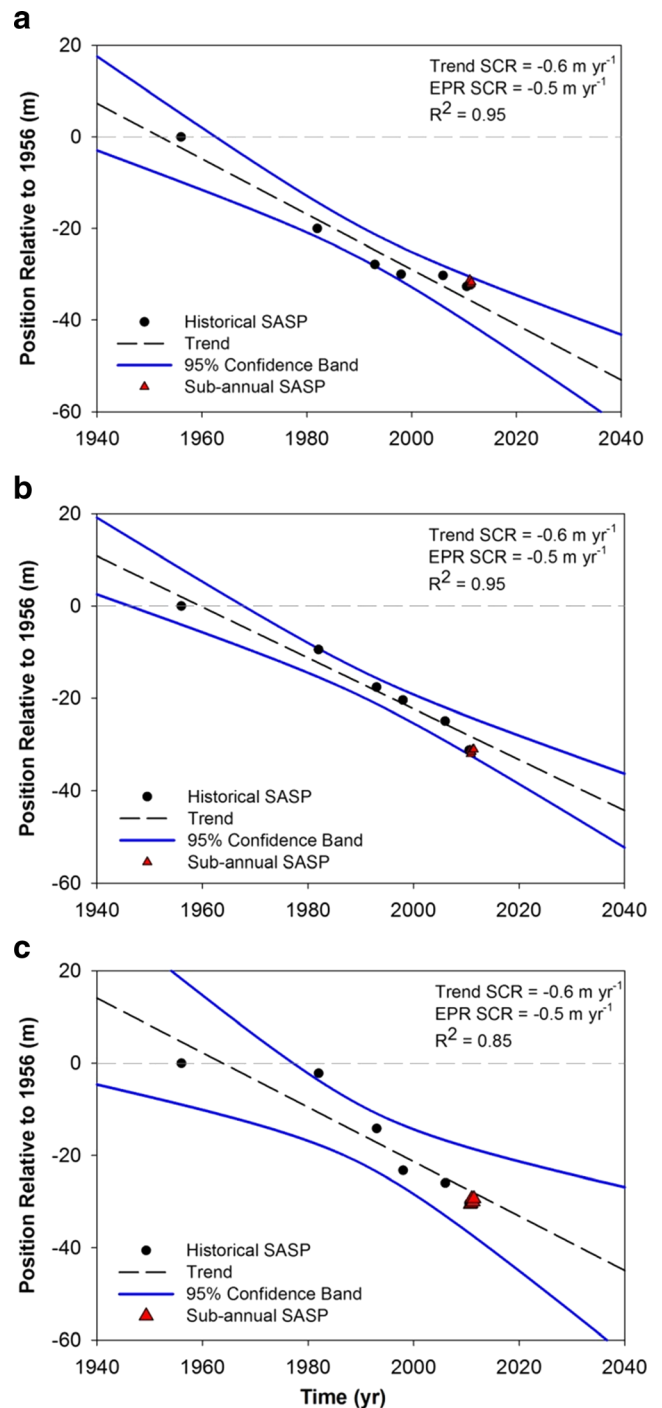 a
20
0
-20
-40
-60
Position Relative to 1956 (m)
Trend SCR = -0.6 m yr⁻¹
EPR SCR = -0.5 m yr⁻¹
R² = 0.95
Historical SASP
Trend
95% Confidence Band
Sub-annual SASP
1940 1960 1980 2000 2020 2040
b
20
0
-20
-40
-60
Position Relative to 1956 (m)
Trend SCR = -0.6 m yr⁻¹
EPR SCR = -0.5 m yr⁻¹
R² = 0.95
Historical SASP
Trend
95% Confidence Band
Sub-annual SASP
1940 1960 1980 2000 2020 2040
c
20
0
-20
-40
-60
Position Relative to 1956 (m)
Trend SCR = -0.6 m yr⁻¹
EPR SCR = -0.5 m yr⁻¹
R² = 0.85
Historical SASP
Trend
95% Confidence Band
Sub-annual SASP
1940 1960 1980 2000 2020 2040
Time (yr)